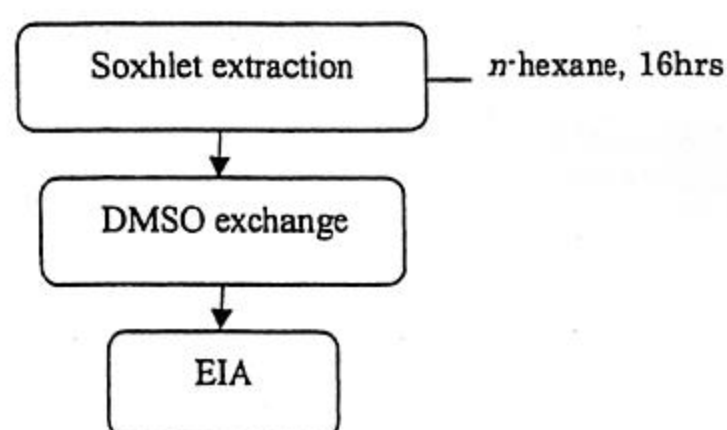 Soxhlet extraction
n-hexane, 16hrs
DMSO exchange
EIA